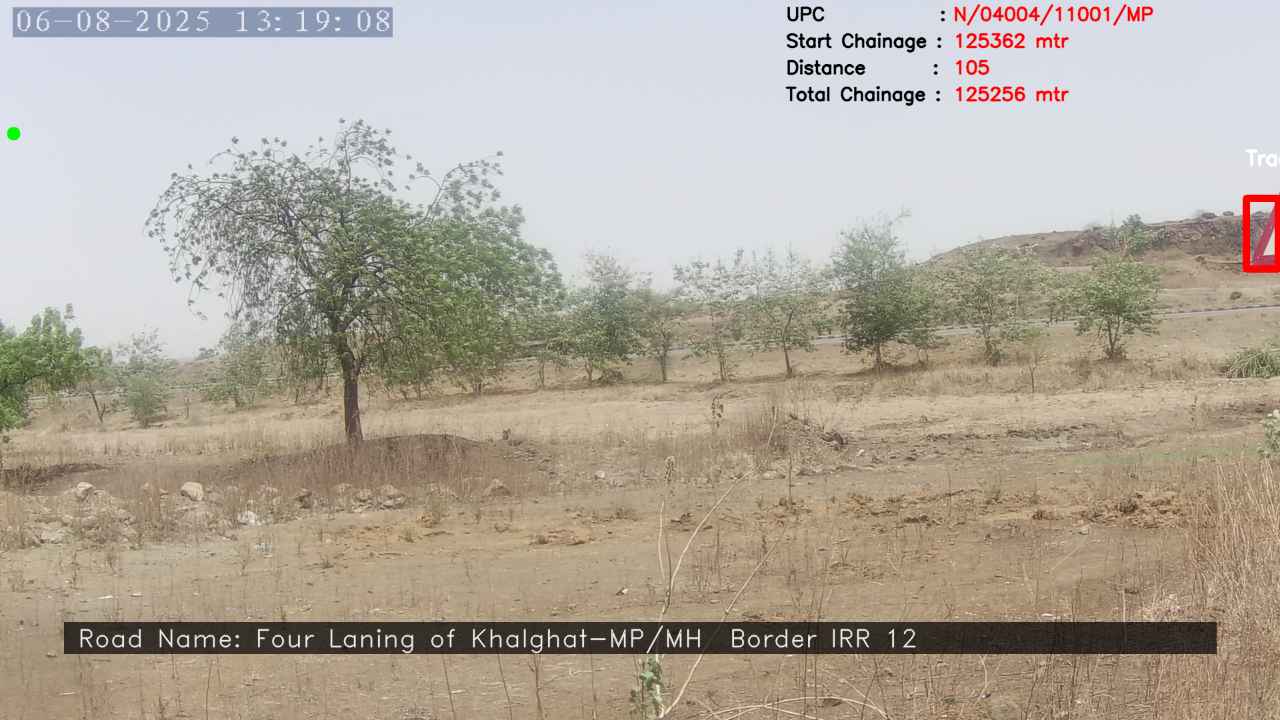 06-08-2025 13:19:08
UPC : N/04004/11001/MP
Start Chainage : 125362 mtr
Distance : 105
Total Chainage : 125256 mtr
Road Name: Four Laning of Khalghat-MP/MH Border IRR 12